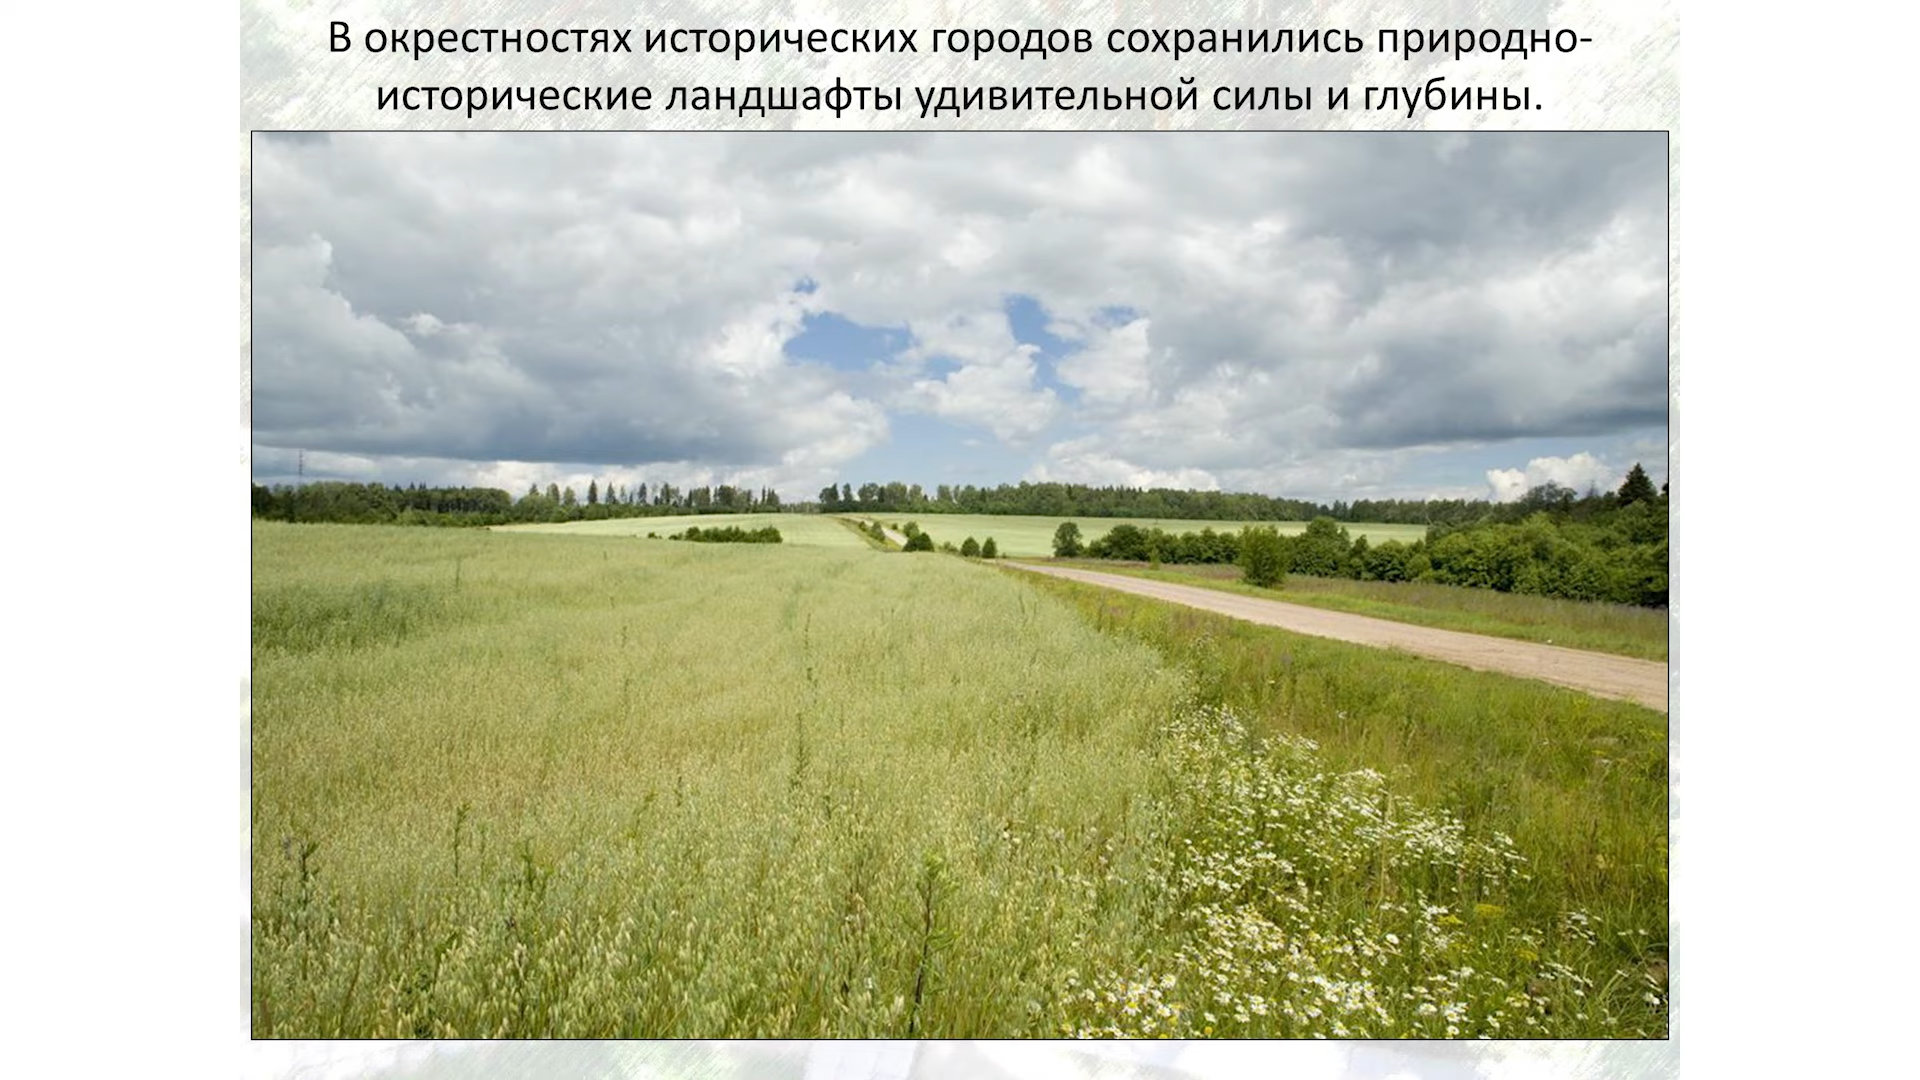 В окрестностях исторических городов сохранились природно-
исторические ландшафты удивительной силы и глубины.